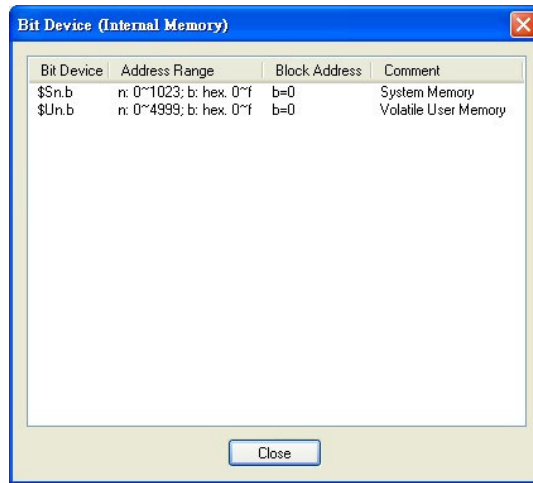 Bit Device (Internal Memory)
Bit Device Address Range Block Address Comment
$Sn.b n: 0~1023; b: hex. 0~f b=0 System Memory
$Un.b n: 0~4999; b: hex. 0~f b=0 Volatile User Memory
Close